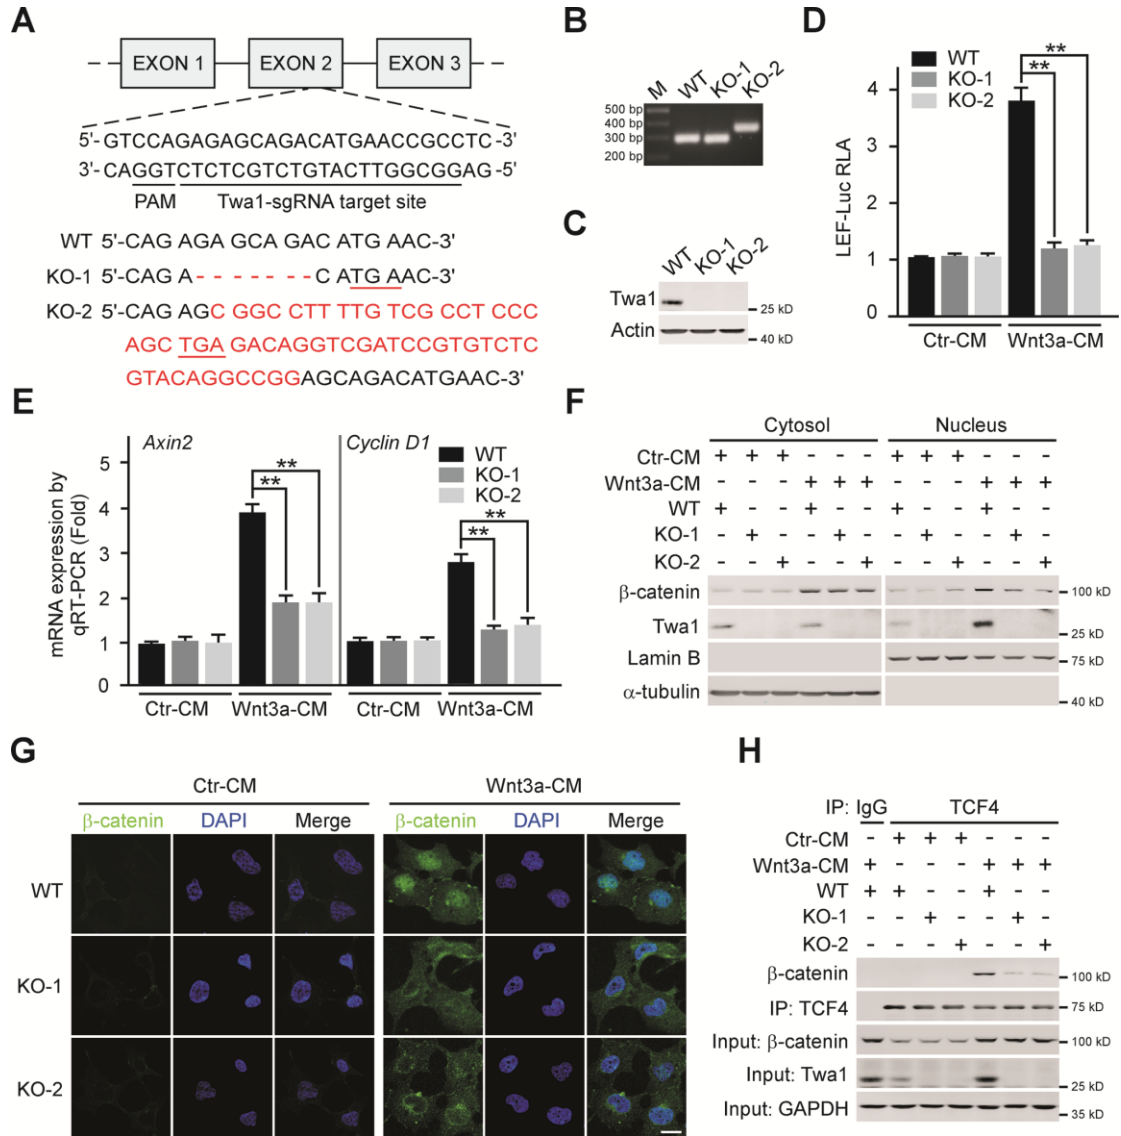 A
EXON 1 EXON 2 EXON 3
5'-GTCCAGAGAGCAGACATGAACCGCCTC-3'
3'-CAGGTCTCTCGTCTGTACTTGGCGGAG-5'
PAM Twa1-sgRNA target site
WT 5'-CAG AGA GCA GAC ATG AAC-3'
KO-1 5'-CAG A- - - - - - -C ATGAAC-3'
KO-2 5'-CAG AGC GGC CTT TTG TCG CCT CCC
AGC TGA GACAGGTCGATCCGTGTCTC
GTACAGGCCGGAGCAGACATGAAC-3'
B
M WT KO-1 KO-2
500 bp
400 bp
300 bp
200 bp
C
WT KO-1 KO-2
Twa1 25 kD
Actin 40 kD
D
WT
KO-1
KO-2
** **
LEF-Luc RLA
4
3
2
1
0
Ctr-CM Wnt3a-CM
E
Axin2 Cyclin D1
WT
KO-1
KO-2
** ** ** **
mRNA expression by
qRT-PCR (Fold)
5
4
3
2
1
0
Ctr-CM Wnt3a-CM Ctr-CM Wnt3a-CM
F
Cytosol Nucleus
Ctr-CM + + + - - - + + + - - -
Wnt3a-CM - - - + + + - - - + + +
WT + - - + - - + - - + - -
KO-1 - + - - + - - + - - + -
KO-2 - - + - - + - - + - - +
β-catenin 100 kD
Twa1 25 kD
Lamin B 75 kD
α-tubulin 40 kD
G
Ctr-CM Wnt3a-CM
β-catenin DAPI Merge β-catenin DAPI Merge
WT
KO-1
KO-2
H
IP: IgG TCF4
Ctr-CM - + + + - - -
Wnt3a-CM + - - - + + +
WT + + - - + - -
KO-1 - - + - - + -
KO-2 - - - + - - +
β-catenin 100 kD
IP: TCF4 75 kD
Input: β-catenin 100 kD
Input: Twa1 25 kD
Input: GAPDH 35 kD